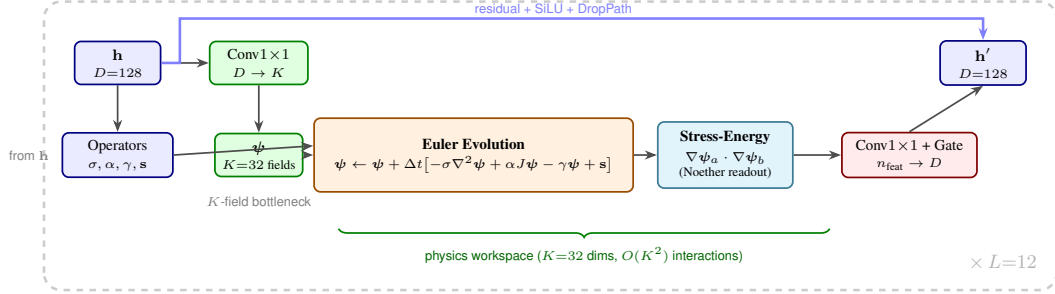 residual + SiLU + DropPath
h
D=128
Conv1×1
D → K
h′
D=128
from h
Operators
σ, α, γ, s
ψ
K=32 fields
Euler Evolution
ψ ← ψ + Δt[−σ∇²ψ + αJψ − γψ + s]
Stress-Energy
∇ψ_a · ∇ψ_b
(Noether readout)
Conv1×1 + Gate
n_feat → D
K-field bottleneck
physics workspace (K=32 dims, O(K²) interactions)
× L=12